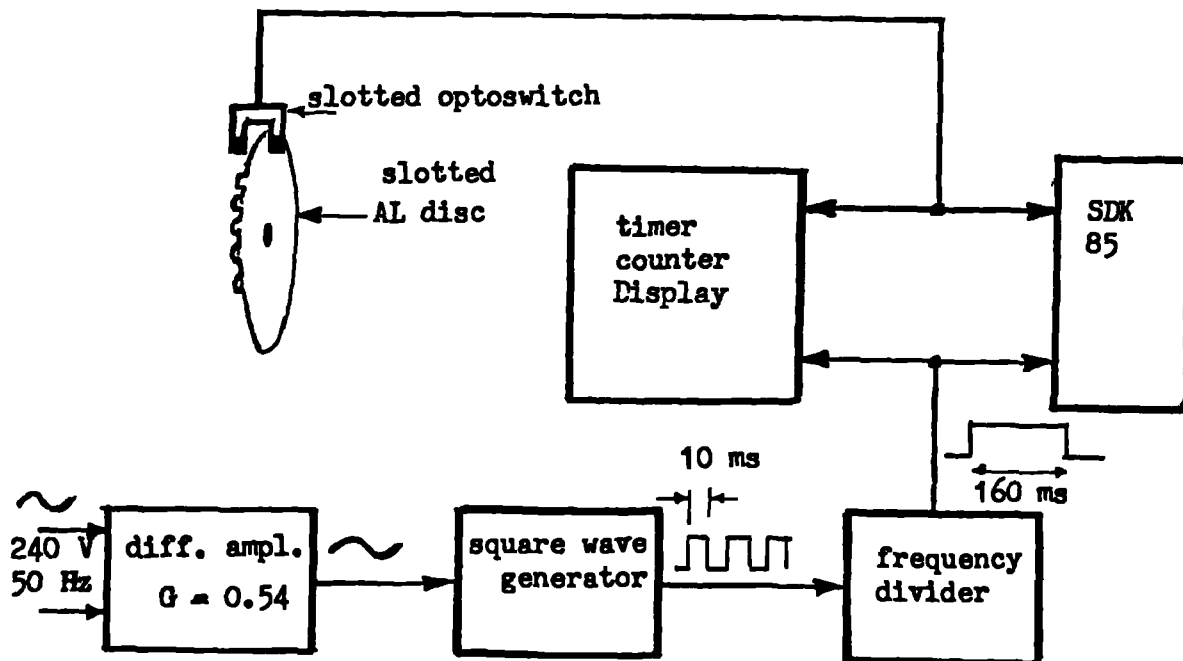 slotted optoswitch
slotted
AL disc
timer
counter
Display
SDK
85
10 ms
160 ms
240 V
50 Hz
diff. ampl.
G = 0.54
square wave
generator
frequency
divider